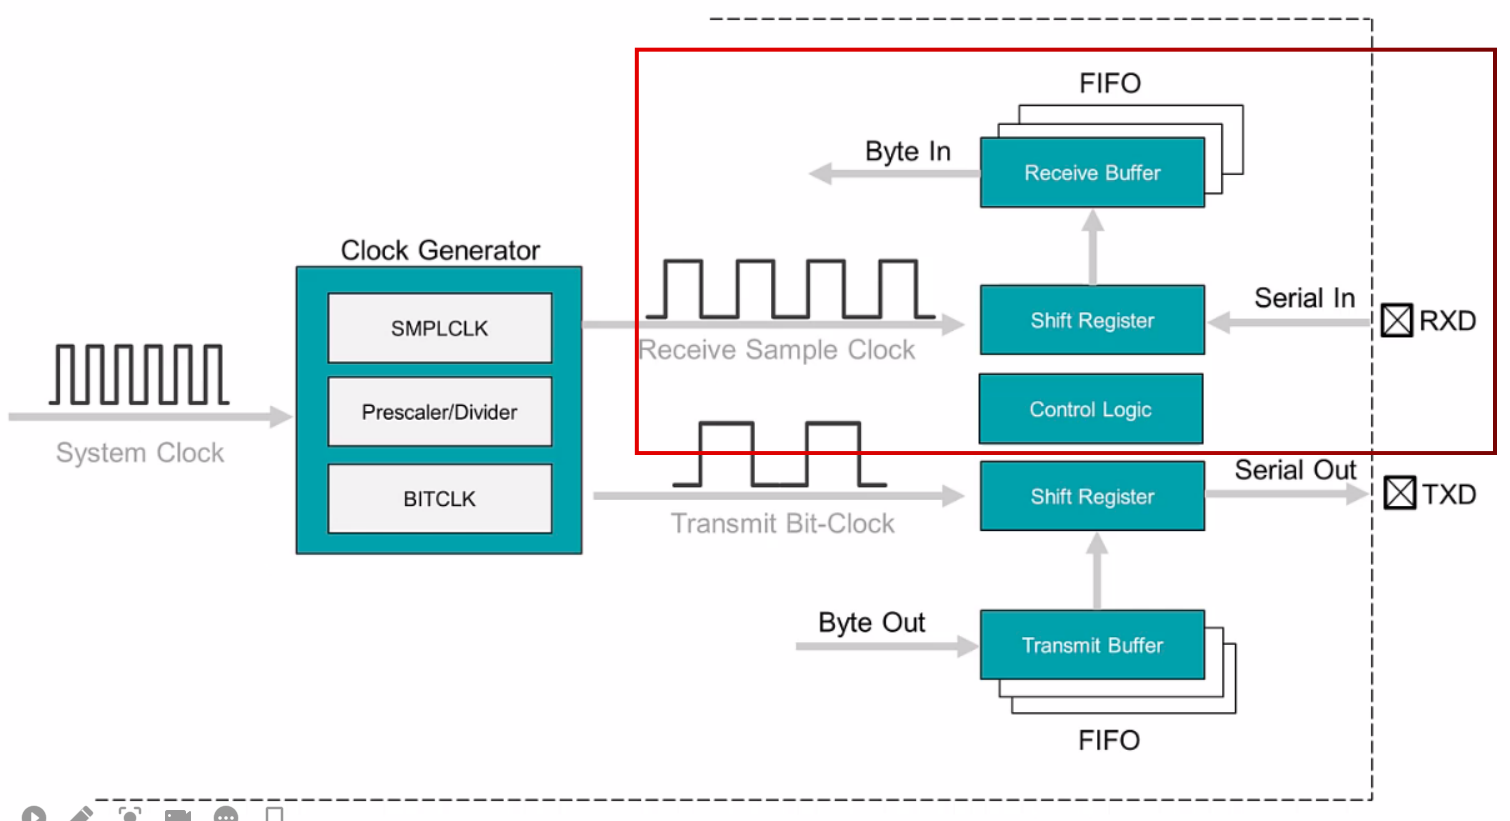 FIFO
Byte In
Receive Buffer
Clock Generator
SMPLCLK
Shift Register
Serial In
RXD
Receive Sample Clock
Prescaler/Divider
Control Logic
System Clock
BITCLK
Shift Register
Serial Out
TXD
Transmit Bit-Clock
Byte Out
Transmit Buffer
FIFO